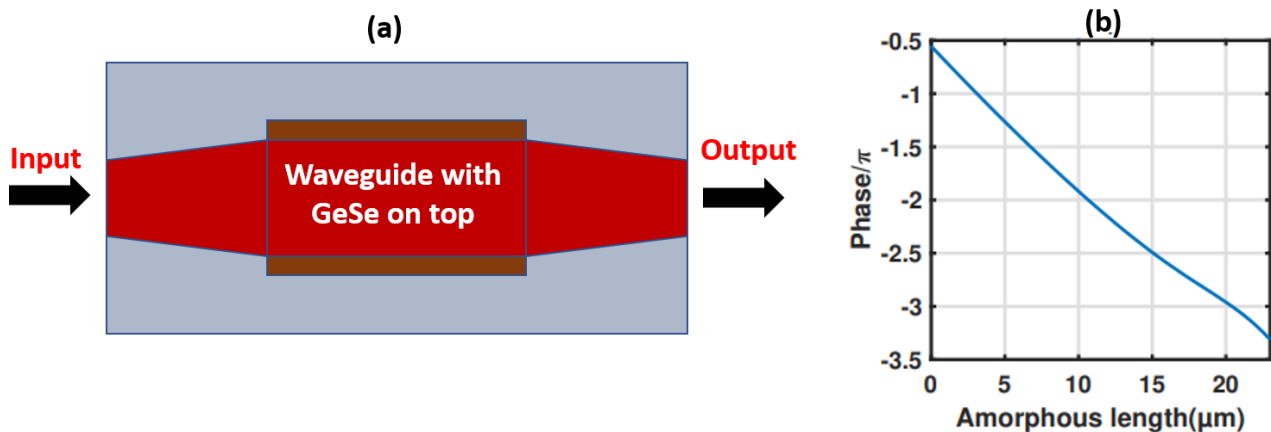 (a)
Input
Waveguide with
GeSe on top
Output
(b)
Phase/π
-0.5
-1
-1.5
-2
-2.5
-3
-3.5
0 5 10 15 20
Amorphous length(μm)